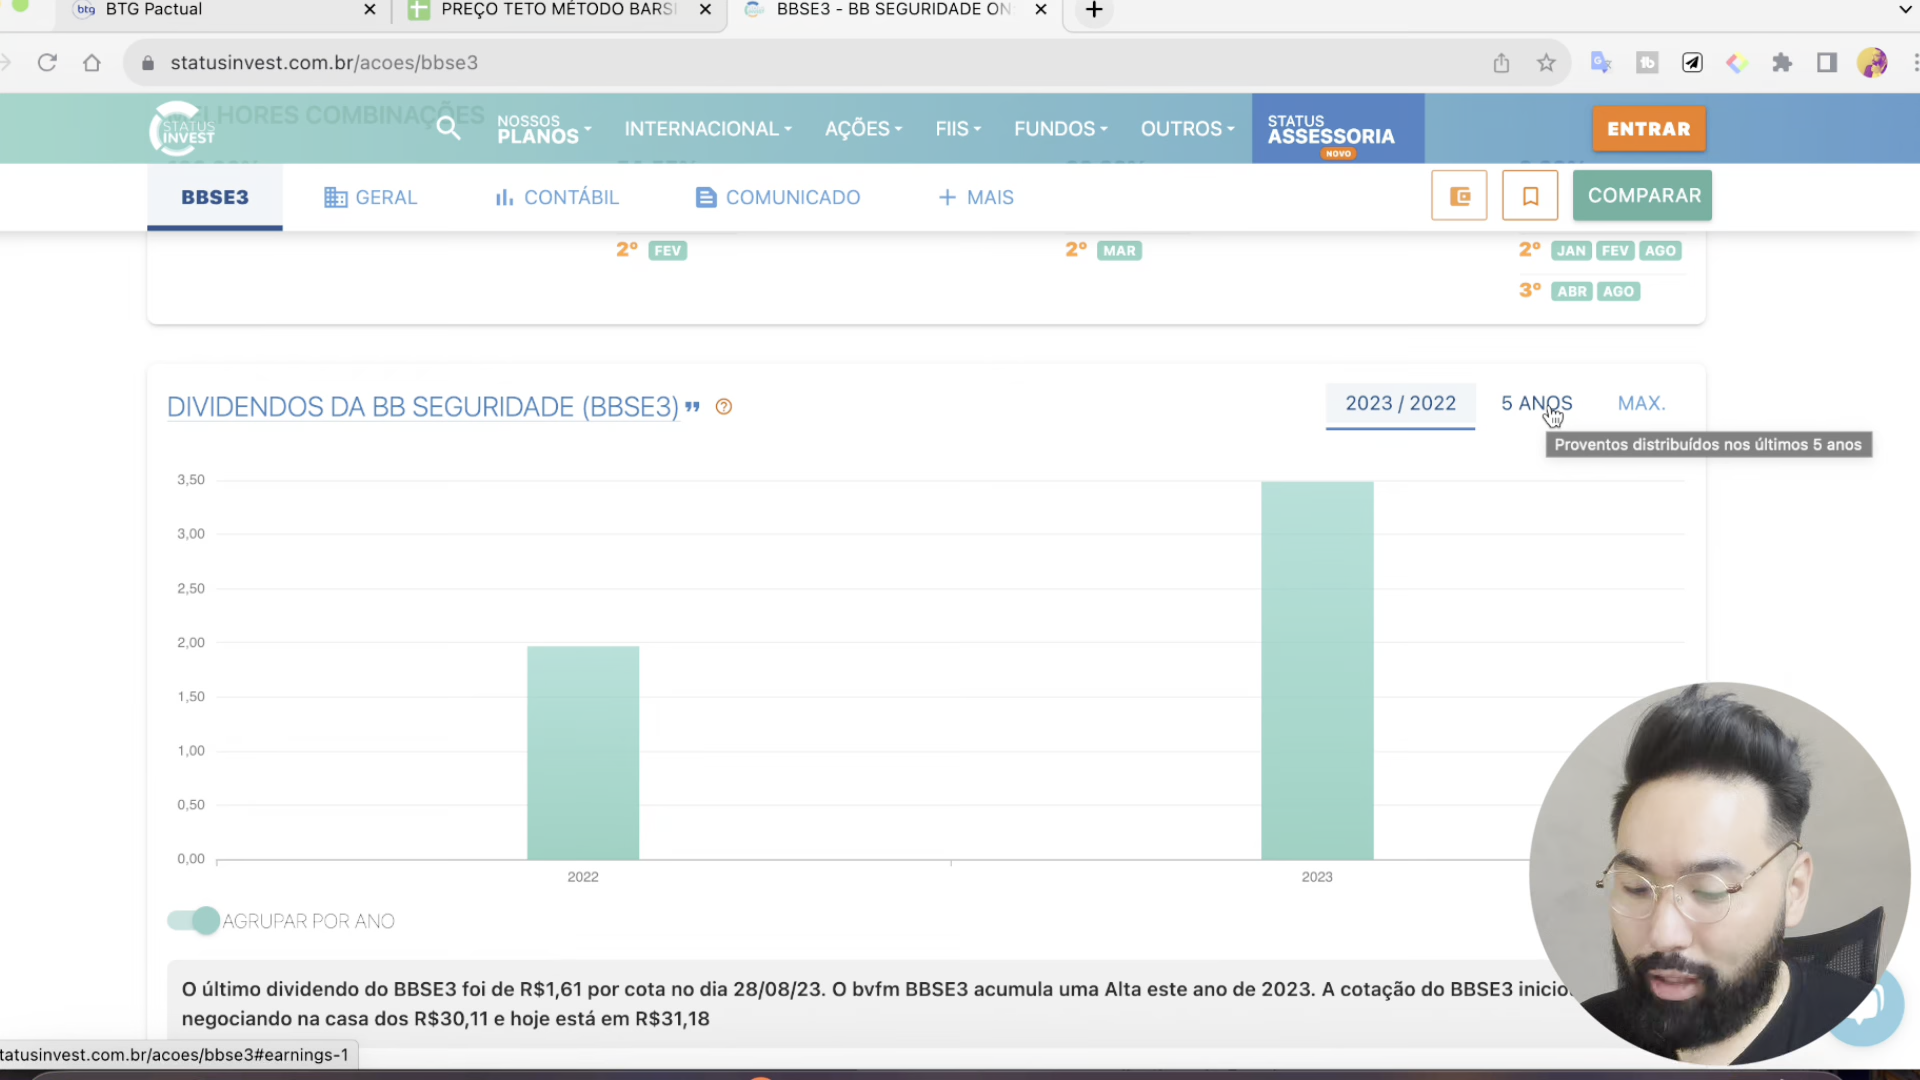 btg BTG Pactual
PREÇO TETO MÉTODO BARSI
BBSE3 - BB SEGURIDADE ON
statusinvest.com.br/acoes/bbse3
MELHORES COMBINAÇÕES
STATUS
INVEST
NOSSOS
PLANOS
INTERNACIONAL
AÇÕES
FIIS
FUNDOS
OUTROS
STATUS
ASSESSORIA
NOVO
ENTRAR
BBSE3
GERAL
CONTÁBIL
COMUNICADO
+ MAIS
COMPARAR
2º FEV
2º MAR
2º JAN FEV AGO
3º ABR AGO
DIVIDENDOS DA BB SEGURIDADE (BBSE3)
2023 / 2022
5 ANOS
MAX.
Proventos distribuídos nos últimos 5 anos
3,50
3,00
2,50
2,00
1,50
1,00
0,50
0,00
2022
2023
AGRUPAR POR ANO
O último dividendo do BBSE3 foi de R$1,61 por cota no dia 28/08/23. O bvfm BBSE3 acumula uma Alta este ano de 2023. A cotação do BBSE3
negociando na casa dos R$30,11 e hoje está em R$31,18
tatusinvest.com.br/acoes/bbse3#earnings-1